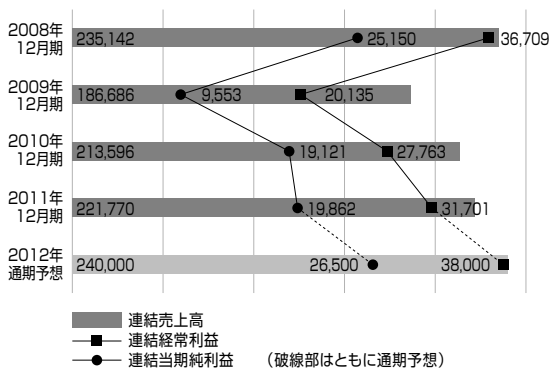 2008年
12月期
235,142 25,150 36,709
2009年
12月期
186,686 9,553 20,135
2010年
12月期
213,596 19,121 27,763
2011年
12月期
221,770 19,862 31,701
2012年
通期予想
240,000 26,500 38,000
連結売上高
連結経常利益
連結当期純利益 （破線部はともに通期予想）